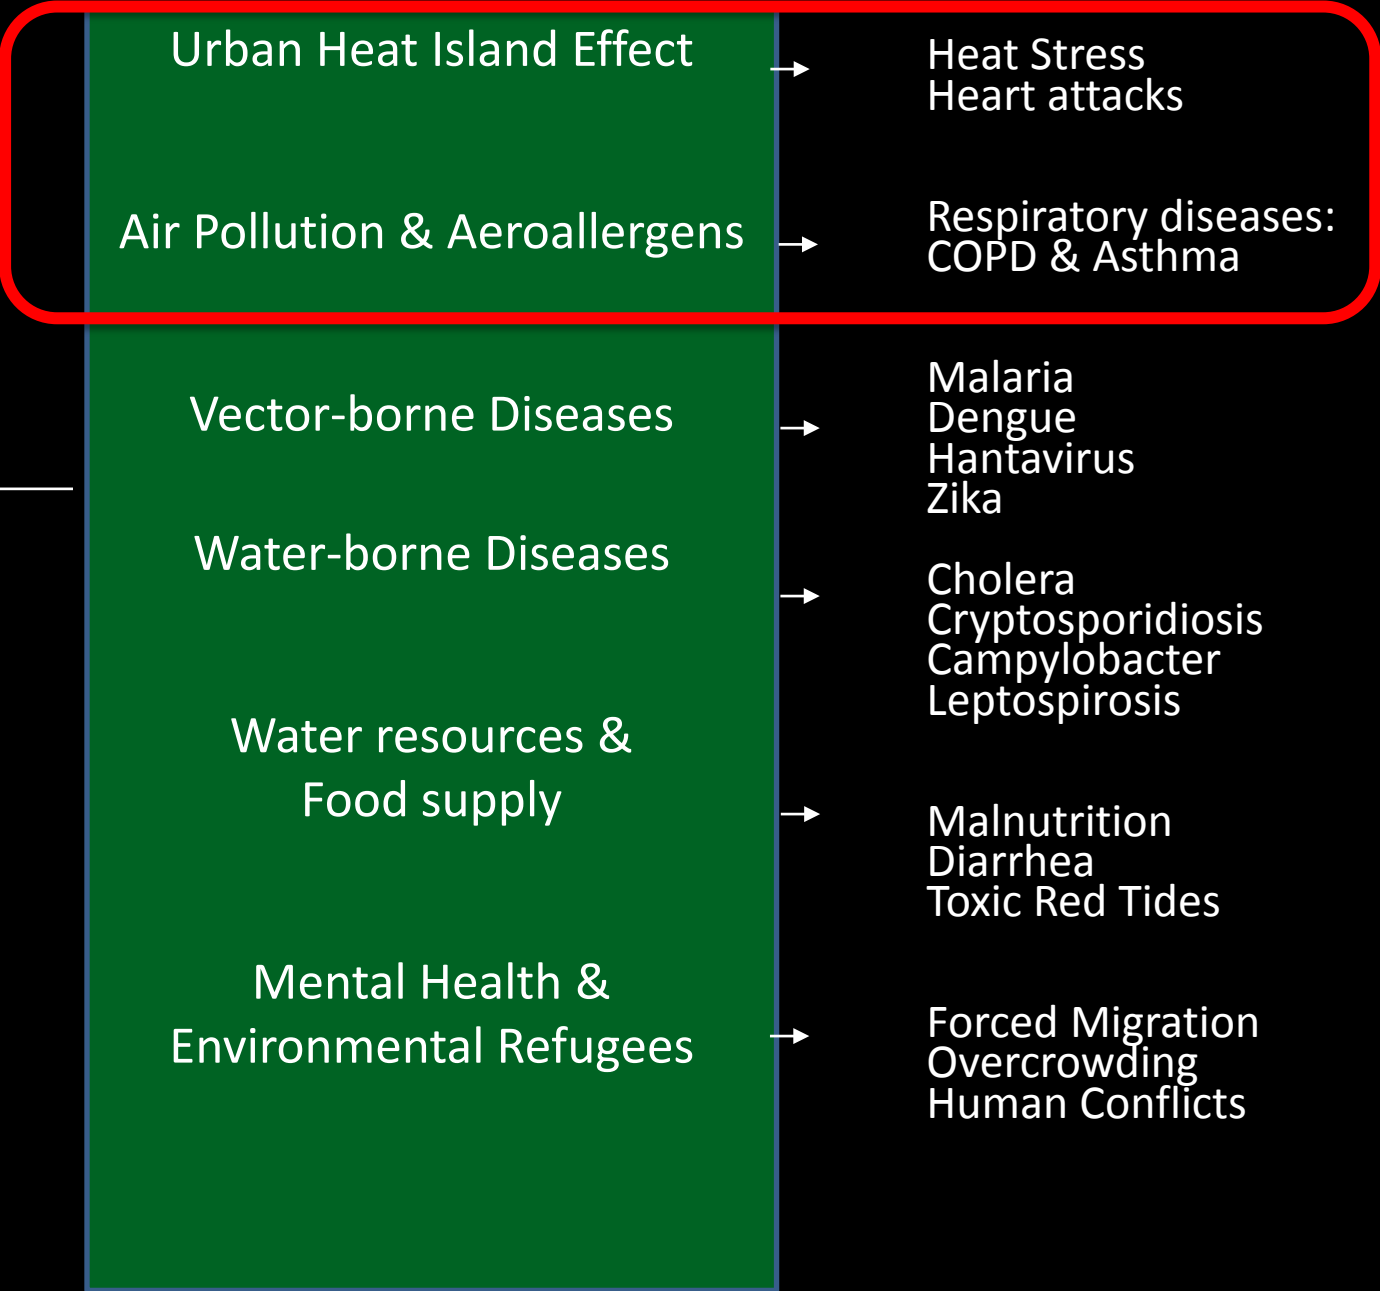 Urban Heat Island Effect
Heat Stress
Heart attacks
Air Pollution & Aeroallergens
Respiratory diseases:
COPD & Asthma
Vector-borne Diseases
Malaria
Dengue
Hantavirus
Zika
Water-borne Diseases
Cholera
Cryptosporidiosis
Campylobacter
Leptospirosis
Water resources &
Food supply
Malnutrition
Diarrhea
Toxic Red Tides
Mental Health &
Environmental Refugees
Forced Migration
Overcrowding
Human Conflicts